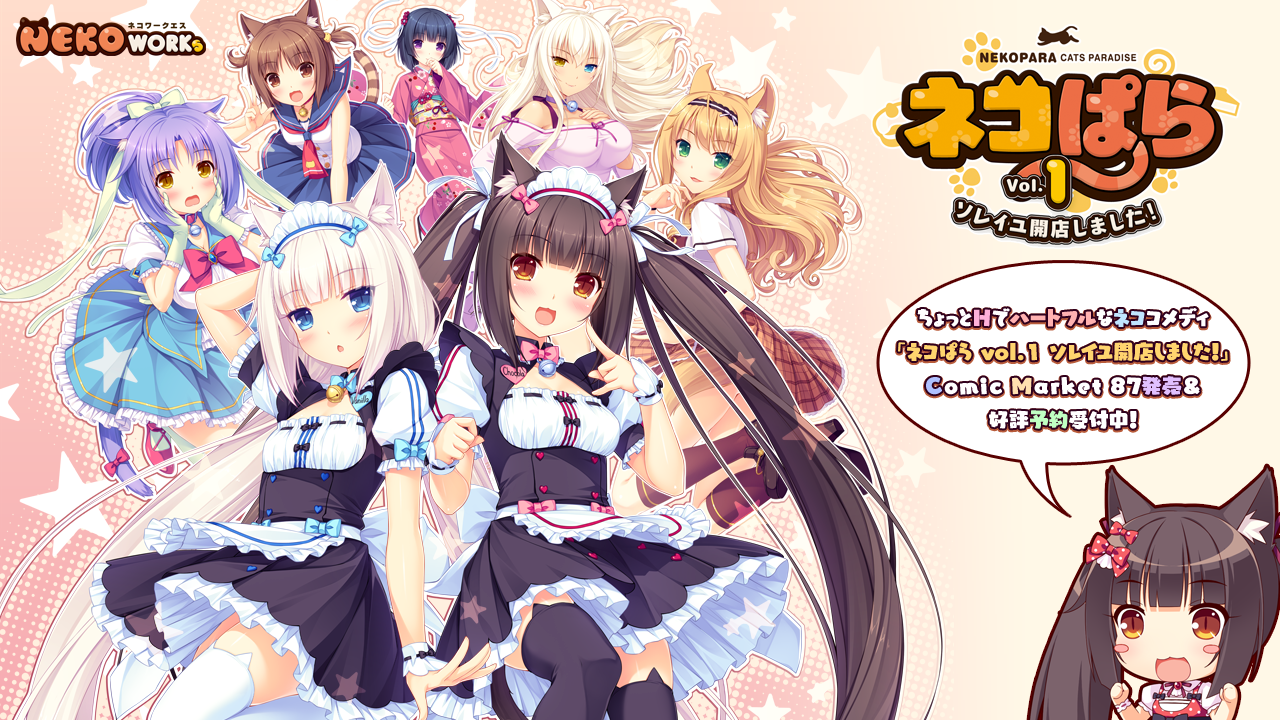 ネコワークス
NEKO WORKs
NEKOPARA CATS PARADISE
ネコぱら
Vol.1
ソレイユ開店しました!
ちょっとHでハートフルなネココメディ
『ネコぱら vol.1 ソレイユ開店しました!』
Comic Market 87発売&
好評予約受付中!
Chocola
Vanilla